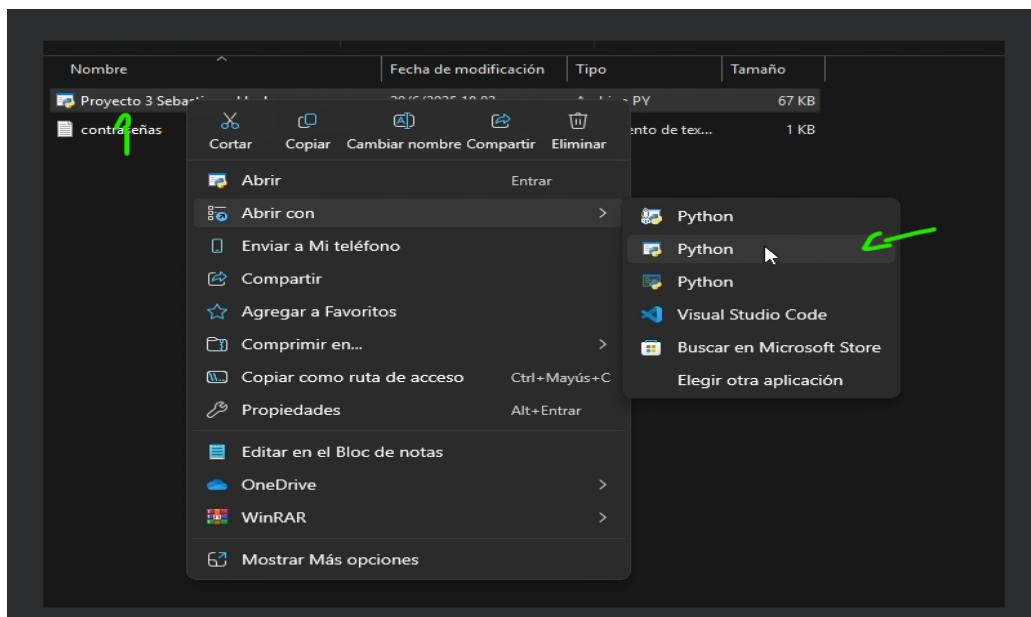 Nombre Fecha de modificación Tipo Tamaño
Proyecto 3 PY 67 KB
contraseñas de tex... 1 KB
Cortar Copiar Cambiar nombre Compartir Eliminar
Abrir Entrar
Abrir con
Python
Enviar a Mi teléfono
Python
Compartir
Python
Agregar a Favoritos
Visual Studio Code
Comprimir en...
Buscar en Microsoft Store
Copiar como ruta de acceso Ctrl+Mayús+C
Elegir otra aplicación
Propiedades Alt+Entrar
Editar en el Bloc de notas
OneDrive
WinRAR
Mostrar Más opciones